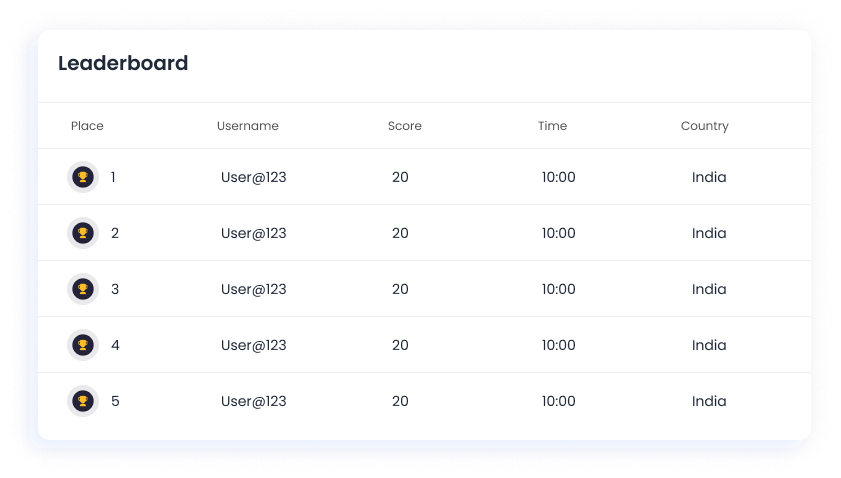 Leaderboard
Place Username Score Time Country
1 User@123 20 10:00 India
2 User@123 20 10:00 India
3 User@123 20 10:00 India
4 User@123 20 10:00 India
5 User@123 20 10:00 India